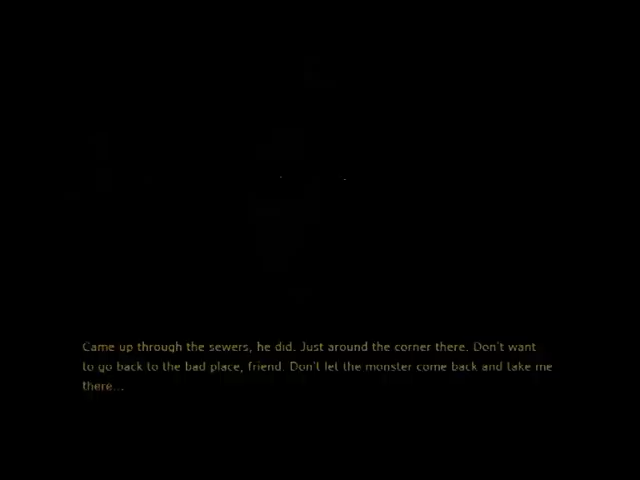 Came up through the sewers, he did. Just around the corner there. Don't want
to go back to the bad place, friend. Don't let the monster come back and take me
there...